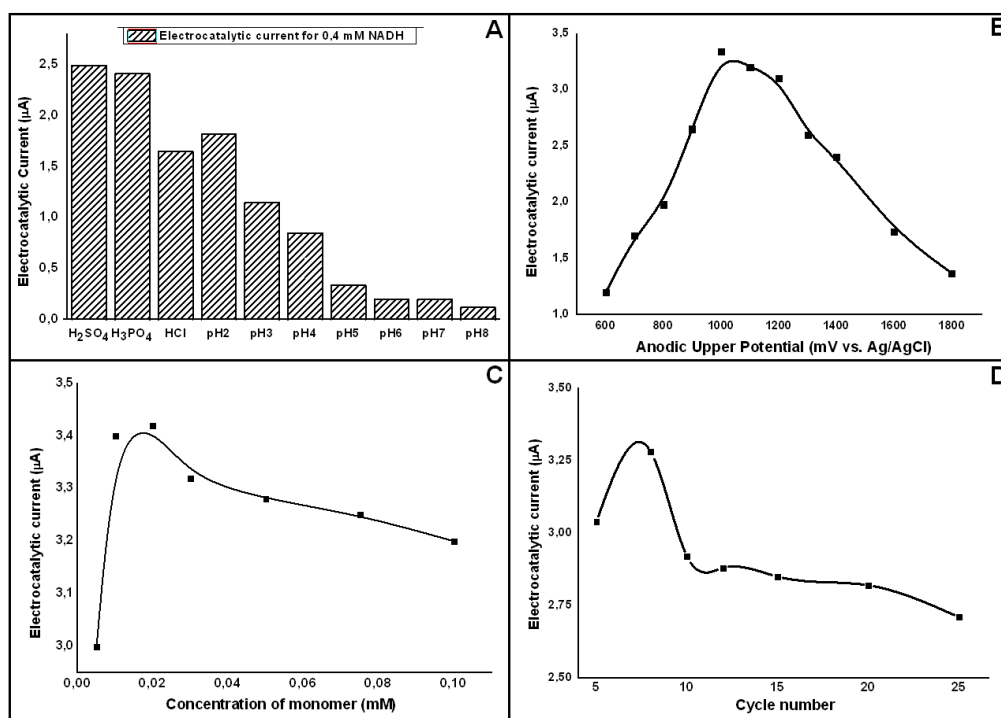 A
Electrocatalytic current for 0,4 mM NADH
Electrocatalytic Current (µA)
2,5
2,0
1,5
1,0
0,5
0,0
H2SO4 H3PO4 HCl pH2 pH3 pH4 pH5 pH6 pH7 pH8
B
Electrocatalytic current (µA)
3,5
3,0
2,5
2,0
1,5
1,0
600 800 1000 1200 1400 1600 1800
Anodic Upper Potential (mV vs. Ag/AgCl)
C
Electrocatalytic current (µA)
3,5
3,4
3,3
3,2
3,1
3,0
0,00 0,02 0,04 0,06 0,08 0,10
Concentration of monomer (mM)
D
Electrocatalytic current (µA)
3,50
3,25
3,00
2,75
2,50
5 10 15 20 25
Cycle number